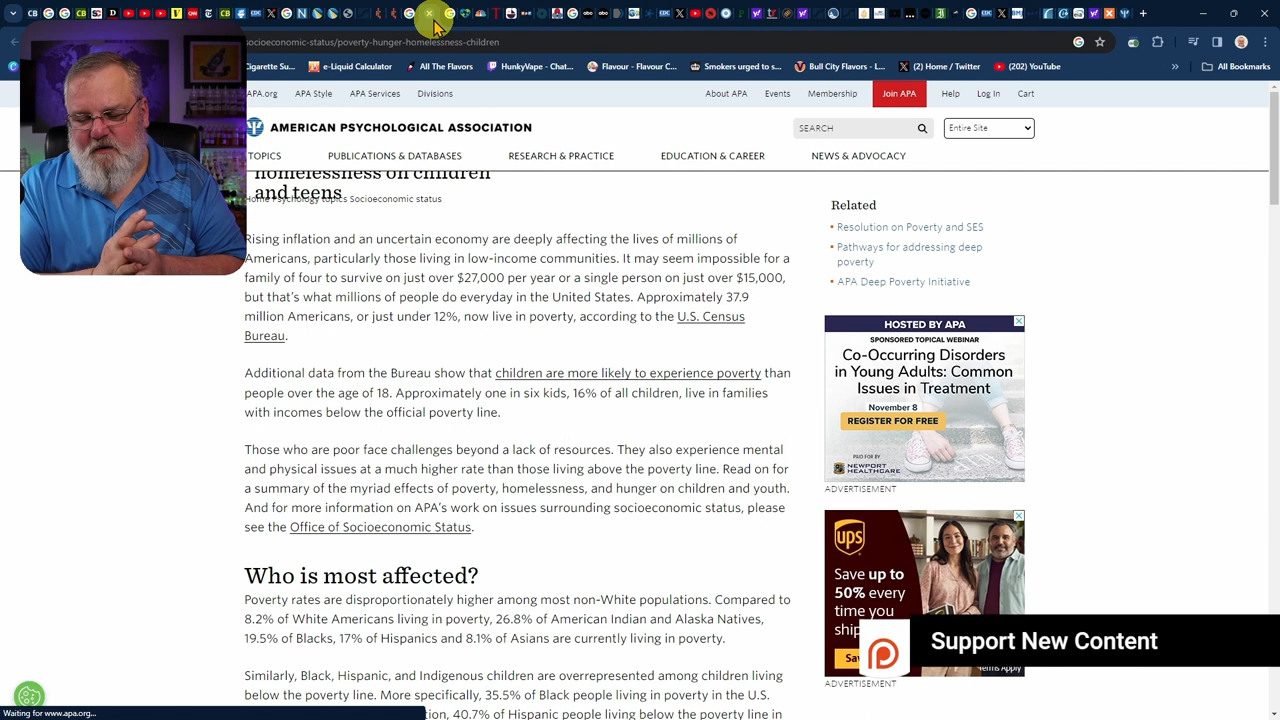 socioeconomic-status/poverty-hunger-homelessness-children
Cigarette Su...
e-Liquid Calculator
All The Flavors
HunkyVape - Chat...
Flavour – Flavour C...
Smokers urged to s...
Bull City Flavors - L...
(2) Home / Twitter
(202) YouTube
»
All Bookmarks
APA.org
APA Style
APA Services
Divisions
About APA
Events
Membership
Join APA
Help
Log In
Cart
AMERICAN PSYCHOLOGICAL ASSOCIATION
SEARCH
Entire Site
TOPICS
PUBLICATIONS & DATABASES
RESEARCH & PRACTICE
EDUCATION & CAREER
NEWS & ADVOCACY
homelessness on children
and teens
Home Psychology topics Socioeconomic status
Rising inflation and an uncertain economy are deeply affecting the lives of millions of
Americans, particularly those living in low-income communities. It may seem impossible for a
family of four to survive on just over $27,000 per year or a single person on just over $15,000,
but that's what millions of people do everyday in the United States. Approximately 37.9
million Americans, or just under 12%, now live in poverty, according to the U.S. Census
Bureau.
Additional data from the Bureau show that children are more likely to experience poverty than
people over the age of 18. Approximately one in six kids, 16% of all children, live in families
with incomes below the official poverty line.
Those who are poor face challenges beyond a lack of resources. They also experience mental
and physical issues at a much higher rate than those living above the poverty line. Read on for
a summary of the myriad effects of poverty, homelessness, and hunger on children and youth.
And for more information on APA's work on issues surrounding socioeconomic status, please
see the Office of Socioeconomic Status.
Who is most affected?
Poverty rates are disproportionately higher among most non-White populations. Compared to
8.2% of White Americans living in poverty, 26.8% of American Indian and Alaska Natives,
19.5% of Blacks, 17% of Hispanics and 8.1% of Asians are currently living in poverty.
Similarly, Black, Hispanic, and Indigenous children are overrepresented among children living
below the poverty line. More specifically, 35.5% of Black people living in poverty in the U.S.
tion, 40.7% of Hispanic people living below the poverty line in
Waiting for www.apa.org...
Related
Resolution on Poverty and SES
Pathways for addressing deep
poverty
APA Deep Poverty Initiative
HOSTED BY APA
SPONSORED TOPICAL WEBINAR
Co-Occurring Disorders
in Young Adults: Common
Issues in Treatment
November 8
REGISTER FOR FREE
PAID FOR BY
NEWPORT
HEALTHCARE
ADVERTISEMENT
ups
Save up to
50% every
time you
ship
Terms Apply
ADVERTISEMENT
Support New Content